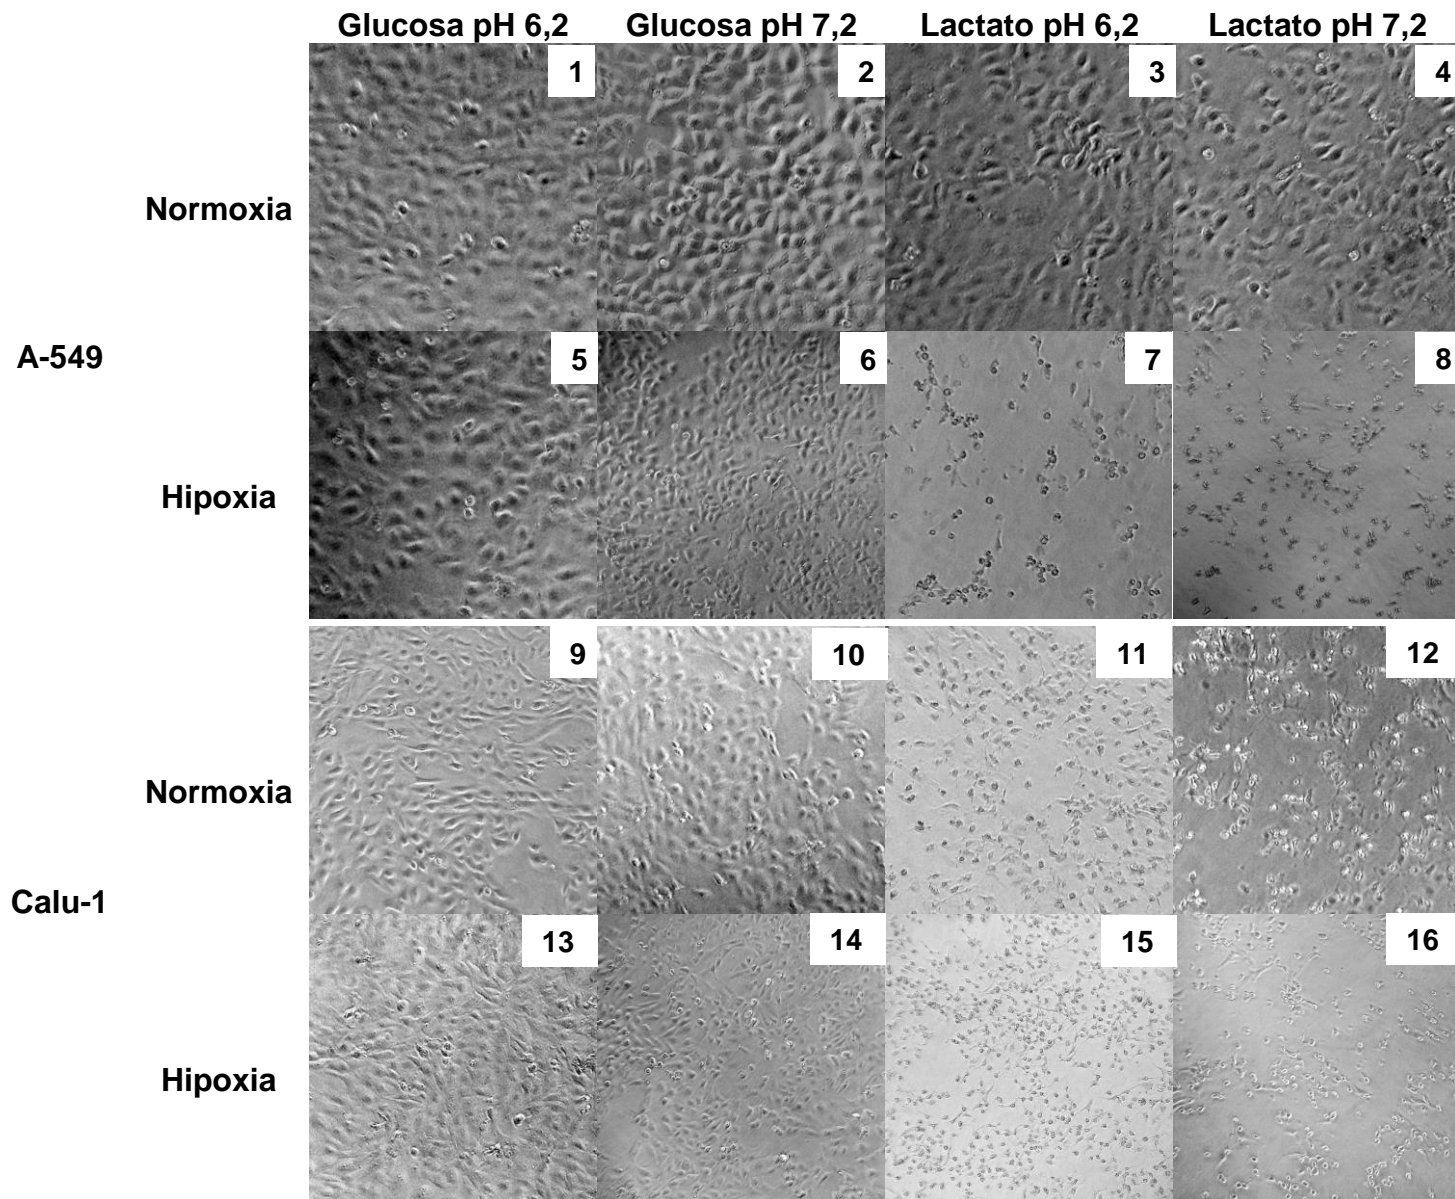 Glucosa pH 6,2 Glucosa pH 7,2 Lactato pH 6,2 Lactato pH 7,2
1 2 3 4
Normoxia
A-549
5 6 7 8
Hipoxia
9 10 11 12
Normoxia
Calu-1
13 14 15 16
Hipoxia